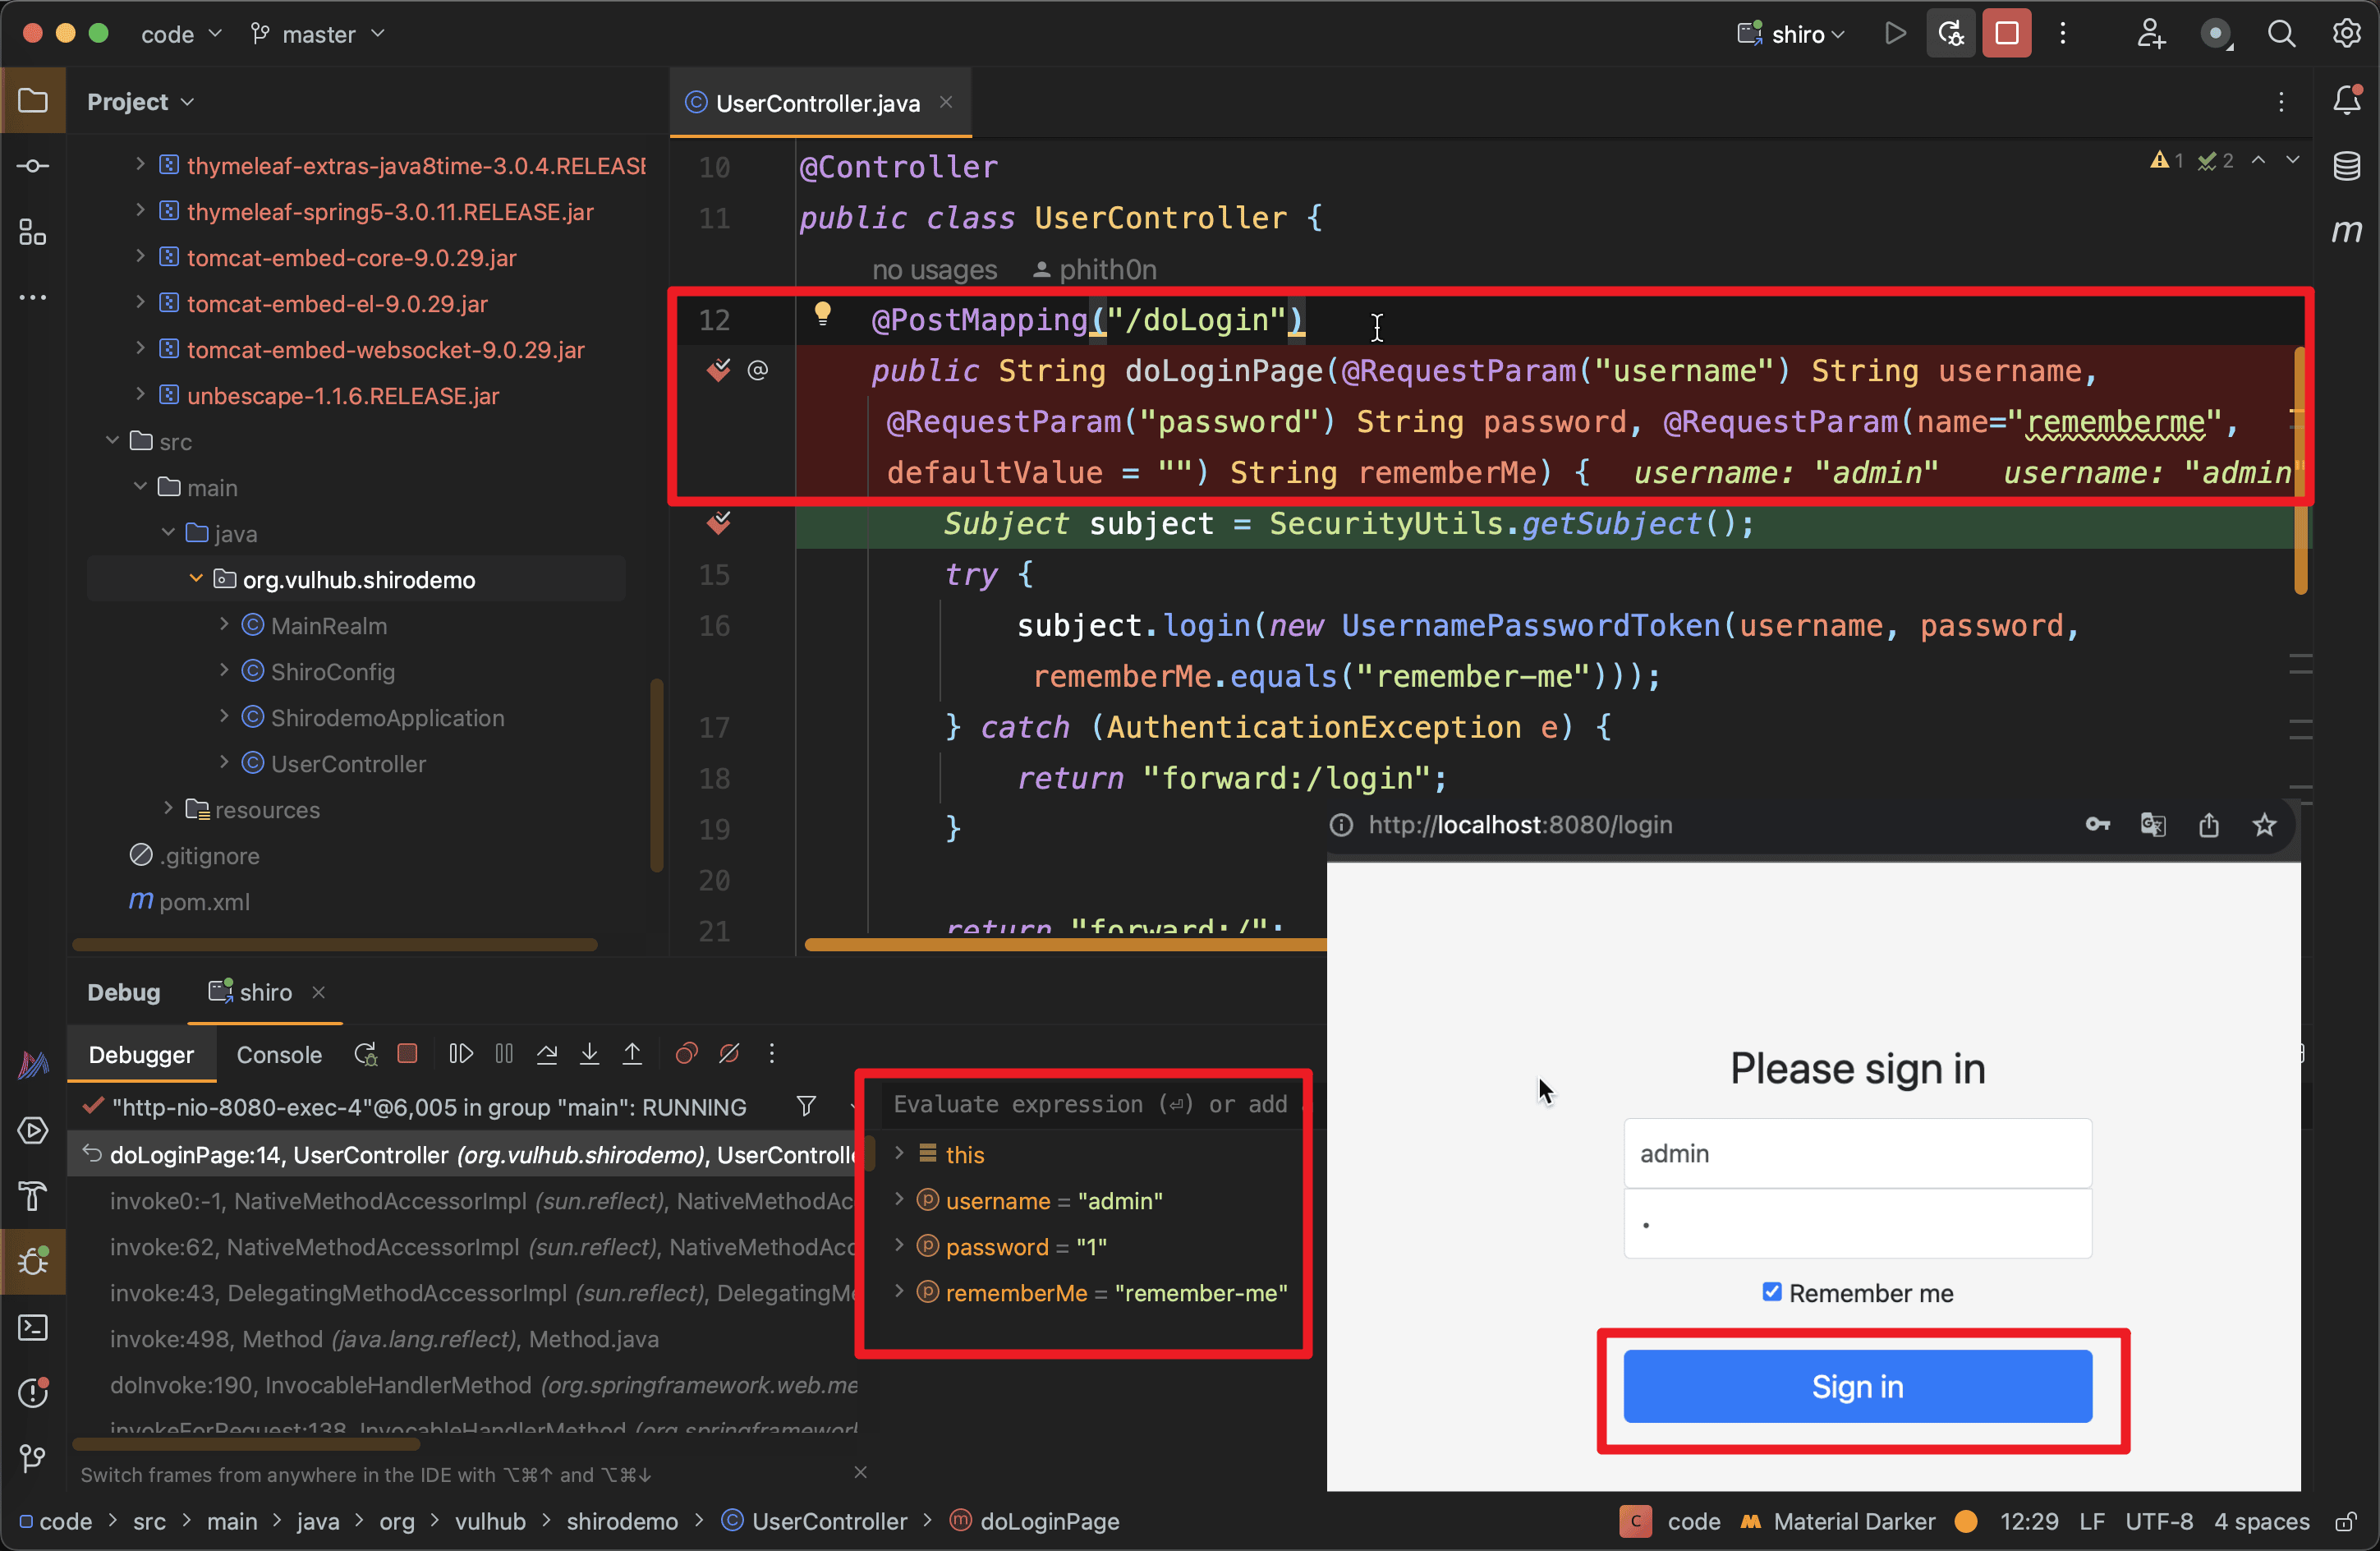 code
master
shiro
Project
UserController.java
thymeleaf-extras-java8time-3.0.4.RELEASE
thymeleaf-spring5-3.0.11.RELEASE.jar
tomcat-embed-core-9.0.29.jar
tomcat-embed-el-9.0.29.jar
tomcat-embed-websocket-9.0.29.jar
unbescape-1.1.6.RELEASE.jar
src
main
java
org.vulhub.shirodemo
MainRealm
ShiroConfig
ShirodemoApplication
UserController
resources
.gitignore
pom.xml
1 2
10 @Controller
11 public class UserController {
no usages phith0n
12 @PostMapping("/doLogin")
public String doLoginPage(@RequestParam("username") String username,
@RequestParam("password") String password, @RequestParam(name="rememberme",
defaultValue = "") String rememberMe) { username: "admin" username: "admin"
Subject subject = SecurityUtils.getSubject();
15 try {
16 subject.login(new UsernamePasswordToken(username, password,
rememberMe.equals("remember-me")));
17 } catch (AuthenticationException e) {
18 return "forward:/login";
19 }
20
21 return "forward:/";
http://localhost:8080/login
Please sign in
admin
Remember me
Sign in
Debug
shiro
Debugger
Console
"http-nio-8080-exec-4"@6,005 in group "main": RUNNING
doLoginPage:14, UserController (org.vulhub.shirodemo), UserControlle
invoke0:-1, NativeMethodAccessorImpl (sun.reflect), NativeMethodAc
invoke:62, NativeMethodAccessorImpl (sun.reflect), NativeMethodAcc
invoke:43, DelegatingMethodAccessorImpl (sun.reflect), DelegatingMe
invoke:498, Method (java.lang.reflect), Method.java
doInvoke:190, InvocableHandlerMethod (org.springframework.web.me
invokeForRequest:138, InvocableHandlerMethod (org.springframework
Switch frames from anywhere in the IDE with ⌥⌘↑ and ⌥⌘↓
Evaluate expression (⏎) or add
this
username = "admin"
password = "1"
rememberMe = "remember-me"
code > src > main > java > org > vulhub > shirodemo > UserController > doLoginPage
C code Material Darker 12:29 LF UTF-8 4 spaces